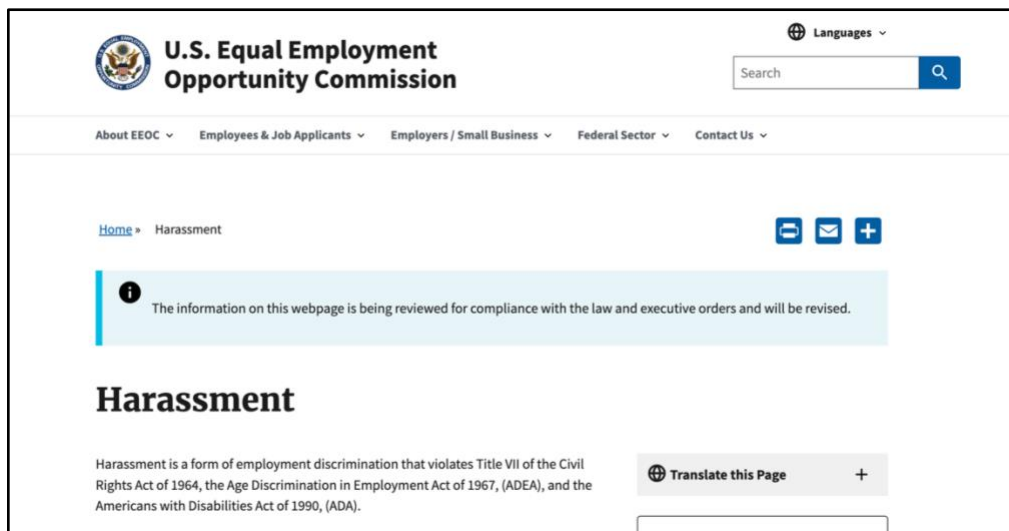 Languages
U.S. Equal Employment
Opportunity Commission
Search
About EEOC Employees & Job Applicants Employers / Small Business Federal Sector Contact Us
Home » Harassment
The information on this webpage is being reviewed for compliance with the law and executive orders and will be revised.
Harassment
Harassment is a form of employment discrimination that violates Title VII of the Civil
Rights Act of 1964, the Age Discrimination in Employment Act of 1967, (ADEA), and the
Americans with Disabilities Act of 1990, (ADA).
Translate this Page +